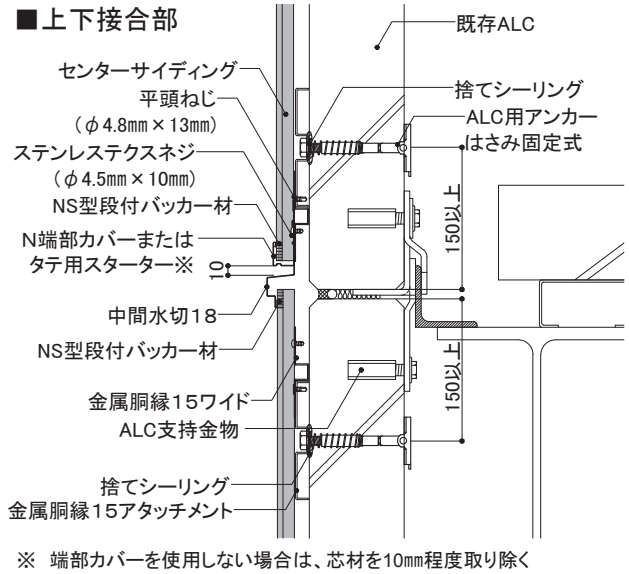 ■上下接合部
既存ALC
センターサイディング
捨てシーリング
平頭ねじ
（φ4.8mm×13mm）
ALC用アンカー
はさみ固定式
ステンレステクスネジ
（φ4.5mm×10mm）
NS型段付バッカー材
150以上
N端部カバーまたは
タテ用スターター※
10
中間水切18
NS型段付バッカー材
150以上
金属胴縁15ワイド
ALC支持金物
捨てシーリング
金属胴縁15アタッチメント
※ 端部カバーを使用しない場合は、芯材を10mm程度取り除く